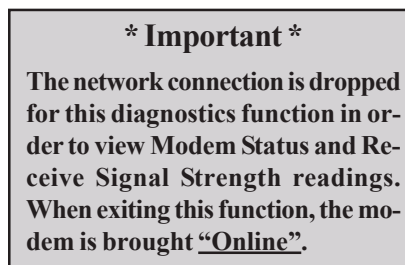 * Important *
The network connection is dropped
for this diagnostics function in or-
der to view Modem Status and Re-
ceive Signal Strength readings.
When exiting this function, the mo-
dem is brought “Online”.